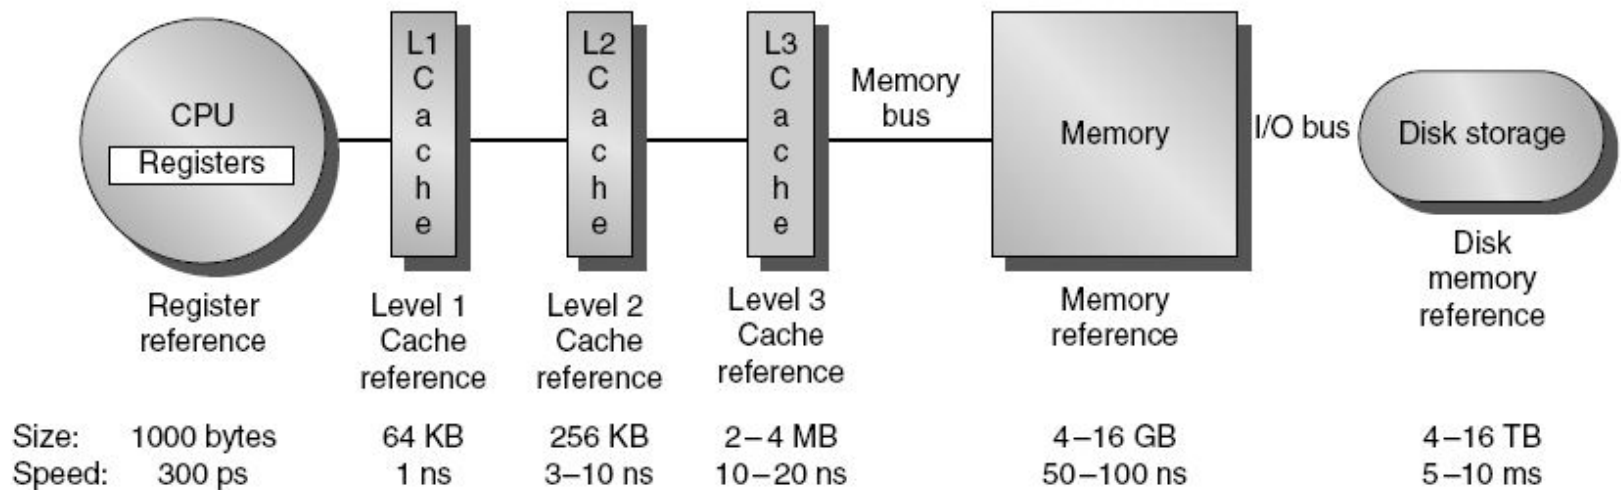 CPU
Registers
L1
C
a
c
h
e
L2
C
a
c
h
e
L3
C
a
c
h
e
Memory
bus
Memory
I/O bus
Disk storage
Register
reference
Level 1
Cache
reference
Level 2
Cache
reference
Level 3
Cache
reference
Memory
reference
Disk
memory
reference
Size: 1000 bytes 64 KB 256 KB 2–4 MB 4–16 GB 4–16 TB
Speed: 300 ps 1 ns 3–10 ns 10–20 ns 50–100 ns 5–10 ms